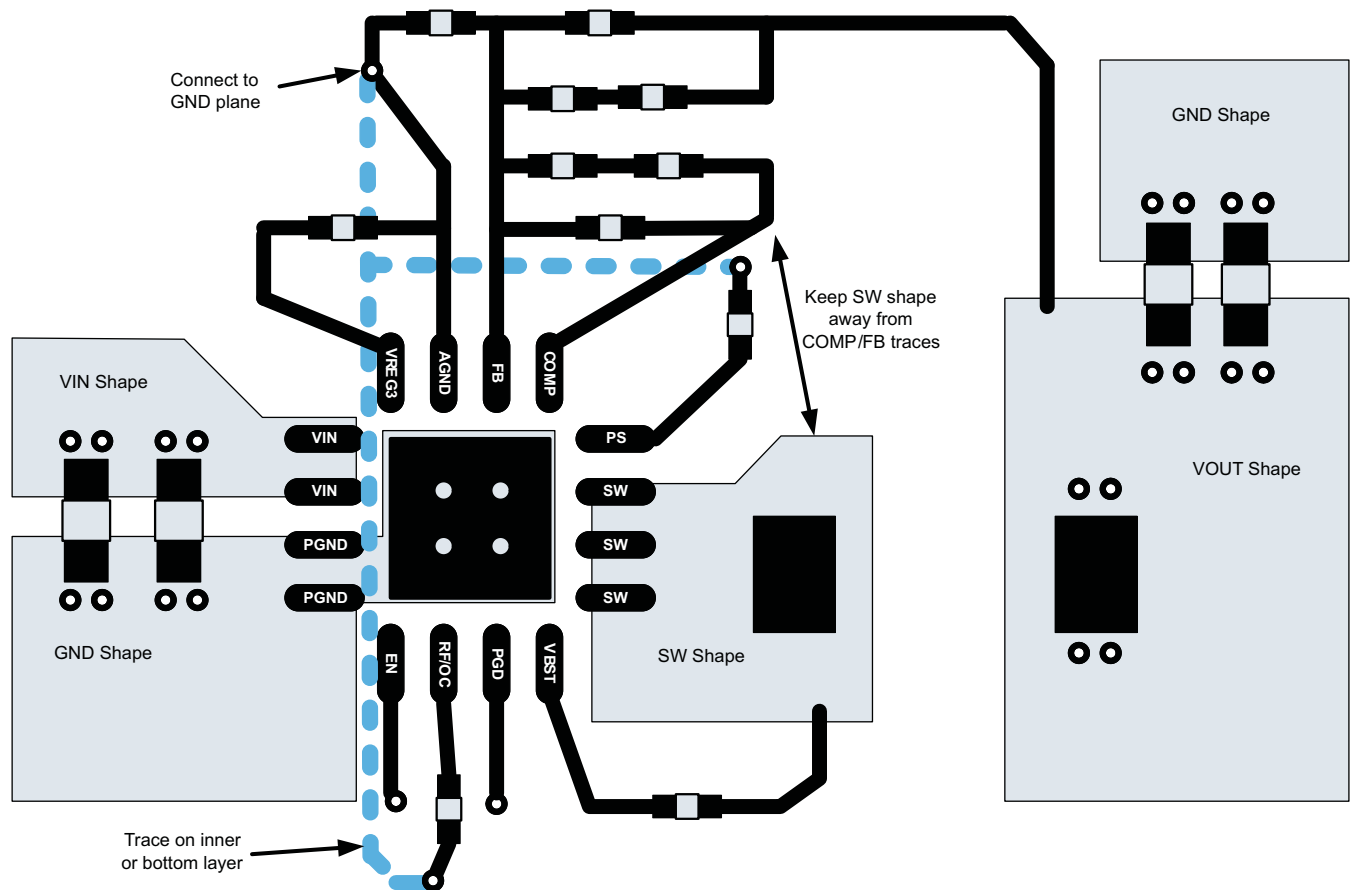 Connect to
GND plane
GND Shape
Keep SW shape
away from
COMP/FB traces
VREG3
AGND
FB
COMP
VIN Shape
VIN
PS
VOUT Shape
VIN
SW
PGND
SW
PGND
SW
GND Shape
EN
RF/OC
PGD
VBST
SW Shape
Trace on inner
or bottom layer